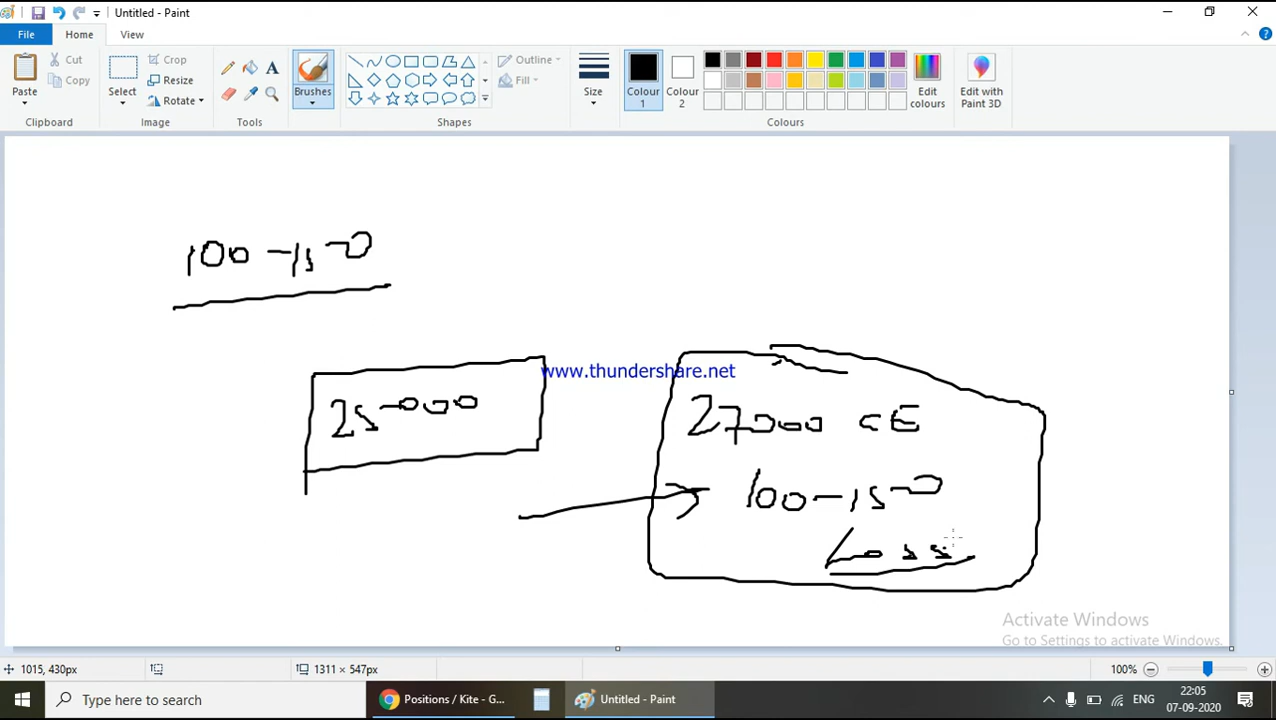 Untitled - Paint
File
Home
View
Paste
Cut
Copy
Clipboard
Select
Crop
Resize
Rotate
Image
Tools
Brushes
Shapes
Outline
Fill
Size
Colour 1
Colour 2
Edit colours
Edit with Paint 3D
Colours
100-150
25000
www.thundershare.net
27000 CE
100-150
Loss
Activate Windows
Go to Settings to activate Windows.
1015, 430px
1311 × 547px
100%
Type here to search
Positions / Kite - G...
Untitled - Paint
ENG
22:05
07-09-2020